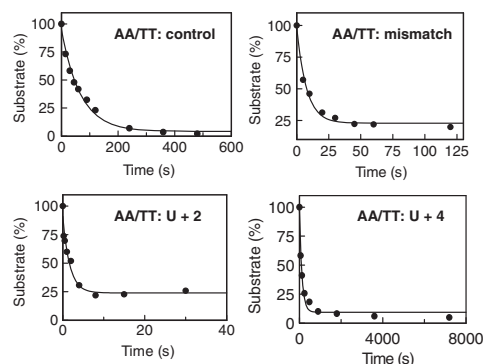 AA/TT: control
Substrate (%)
100
75
50
25
0
0 200 400 600
Time (s)
AA/TT: mismatch
Substrate (%)
100
75
50
25
0 25 50 75 100 125
Time (s)
AA/TT: U + 2
Substrate (%)
100
75
50
25
0
0 20 40
Time (s)
AA/TT: U + 4
Substrate (%)
100
75
50
25
0
0 4000 8000
Time (s)